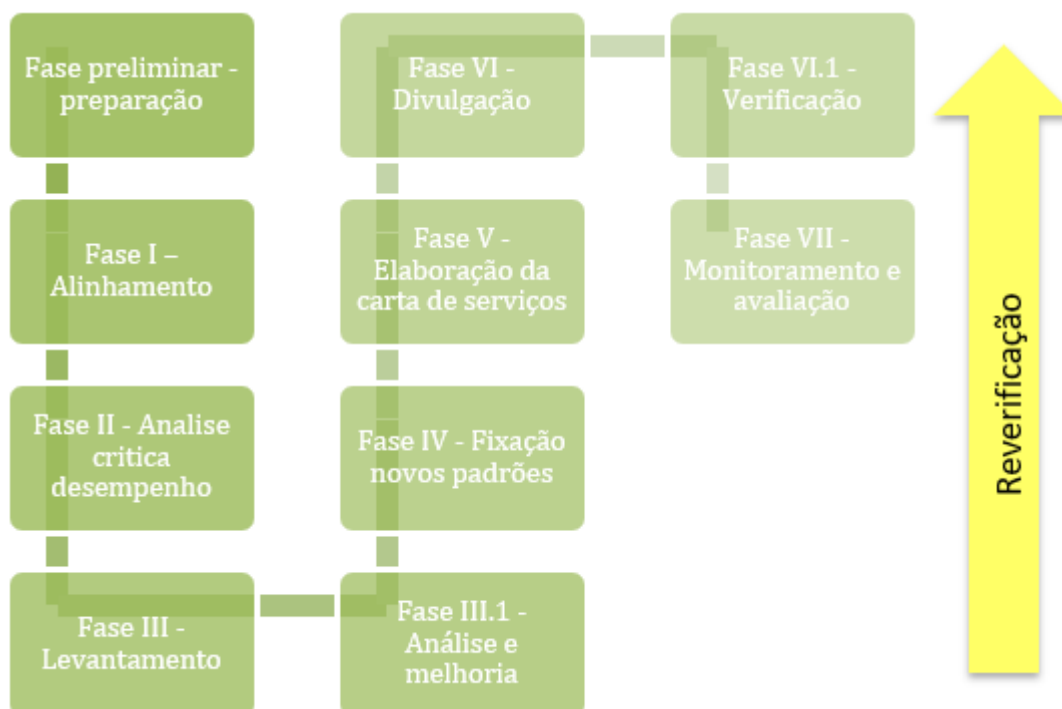 Fase preliminar -
preparação
Fase I –
Alinhamento
Fase II - Analise
critica
desempenho
Fase III -
Levantamento
Fase III.1 -
Análise e
melhoria
Fase IV - Fixação
novos padrões
Fase V -
Elaboração da
carta de serviços
Fase VI -
Divulgação
Fase VI.1 -
Verificação
Fase VII -
Monitoramento e
avaliação
Reverificação